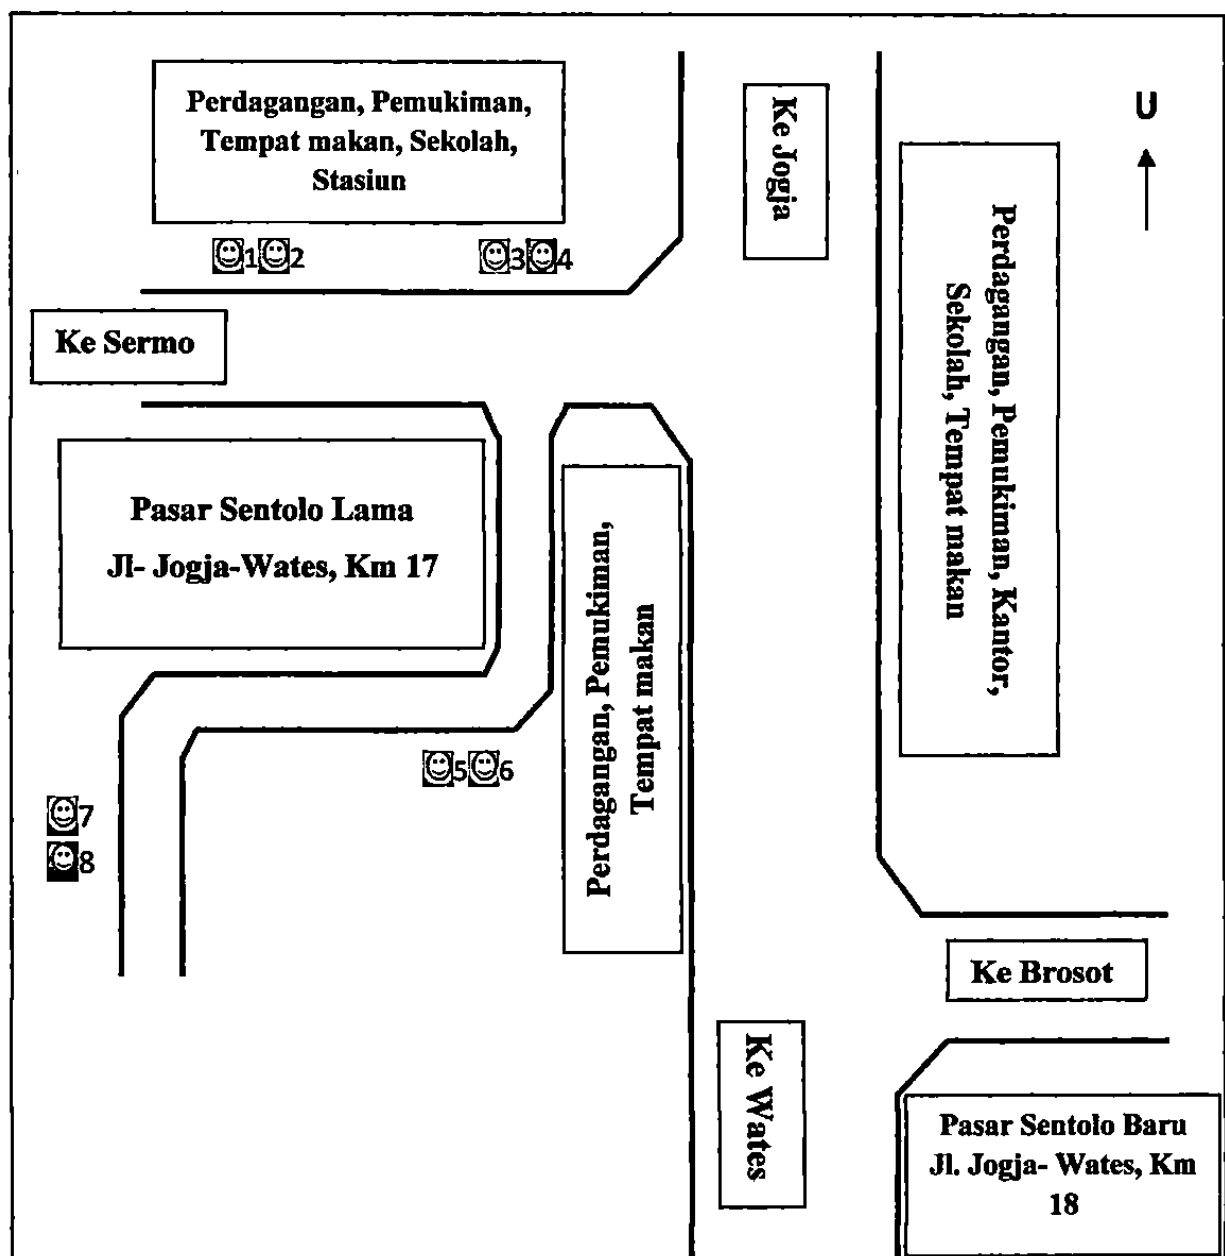 Perdagangan, Pemukiman,
Tempat makan, Sekolah,
Stasiun
Ke Jogja
U
1 2 3 4
Ke Sermo
Perdagangan, Pemukiman, Kantor,
Sekolah, Tempat makan
Pasar Sentolo Lama
Jl- Jogja-Wates, Km 17
Perdagangan, Pemukiman,
Tempat makan
5 6
7
8
Ke Brosot
Ke Wates
Pasar Sentolo Baru
Jl. Jogja- Wates, Km
18